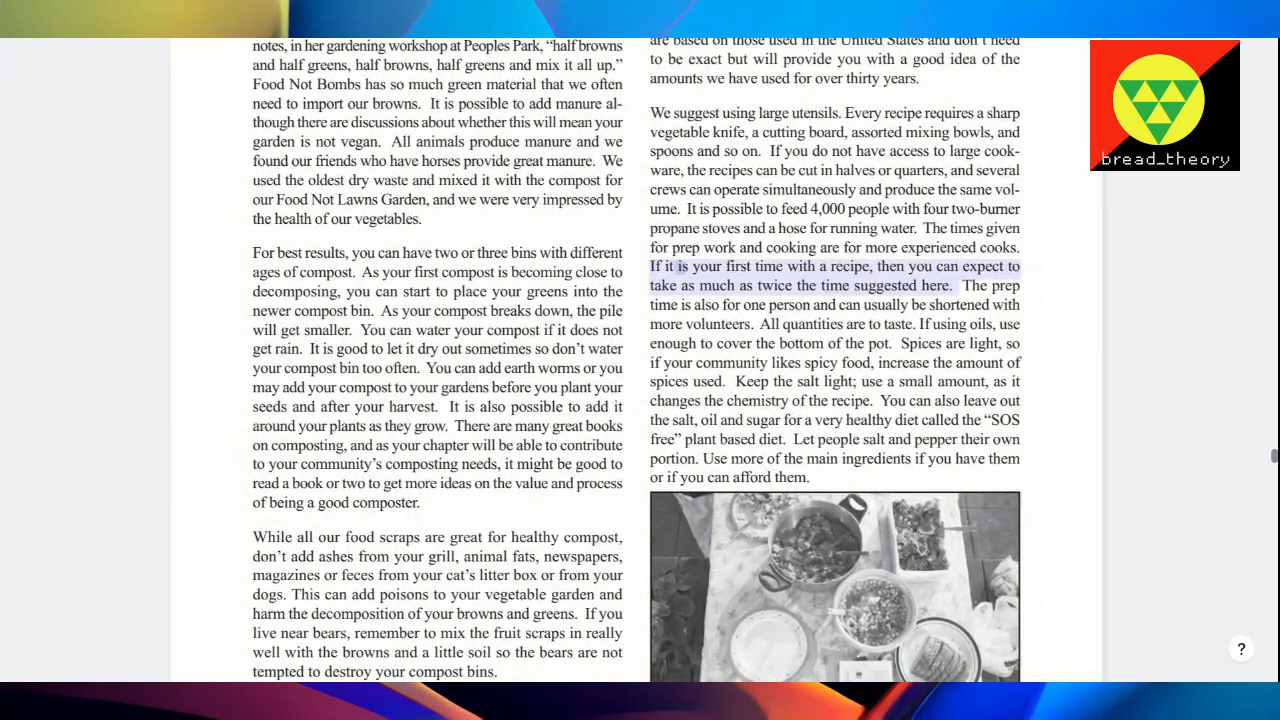 notes, in her gardening workshop at Peoples Park, “half browns
and half greens, half browns, half greens and mix it all up.”
Food Not Bombs has so much green material that we often
need to import our browns.  It is possible to add manure al-
though there are discussions about whether this will mean your
garden is not vegan.  All animals produce manure and we
found our friends who have horses provide great manure.  We
used the oldest dry waste and mixed it with the compost for
our Food Not Lawns Garden, and we were very impressed by
the health of our vegetables.
For best results, you can have two or three bins with different
ages of compost.  As your first compost is becoming close to
decomposing, you can start to place your greens into the
newer compost bin.  As your compost breaks down, the pile
will get smaller.  You can water your compost if it does not
get rain.  It is good to let it dry out sometimes so don’t water
your compost bin too often.  You can add earth worms or you
may add your compost to your gardens before you plant your
seeds and after your harvest.  It is also possible to add it
around your plants as they grow.  There are many great books
on composting, and as your chapter will be able to contribute
to your community’s composting needs, it might be good to
read a book or two to get more ideas on the value and process
of being a good composter.
While all our food scraps are great for healthy compost,
don’t add ashes from your grill, animal fats, newspapers,
magazines or feces from your cat’s litter box or from your
dogs. This can add poisons to your vegetable garden and
harm the decomposition of your browns and greens.  If you
live near bears, remember to mix the fruit scraps in really
well with the browns and a little soil so the bears are not
tempted to destroy your compost bins.
are based on those used in the United States and don’t need
to be exact but will provide you with a good idea of the
amounts we have used for over thirty years.
We suggest using large utensils. Every recipe requires a sharp
vegetable knife, a cutting board, assorted mixing bowls, and
spoons and so on.  If you do not have access to large cook-
ware, the recipes can be cut in halves or quarters, and several
crews can operate simultaneously and produce the same vol-
ume.  It is possible to feed 4,000 people with four two-burner
propane stoves and a hose for running water.  The times given
for prep work and cooking are for more experienced cooks.
If it is your first time with a recipe, then you can expect to
take as much as twice the time suggested here.  The prep
time is also for one person and can usually be shortened with
more volunteers.  All quantities are to taste. If using oils, use
enough to cover the bottom of the pot.  Spices are light, so
if your community likes spicy food, increase the amount of
spices used.  Keep the salt light; use a small amount, as it
changes the chemistry of the recipe.  You can also leave out
the salt, oil and sugar for a very healthy diet called the “SOS
free” plant based diet.  Let people salt and pepper their own
portion. Use more of the main ingredients if you have them
or if you can afford them.
bread_theory
?